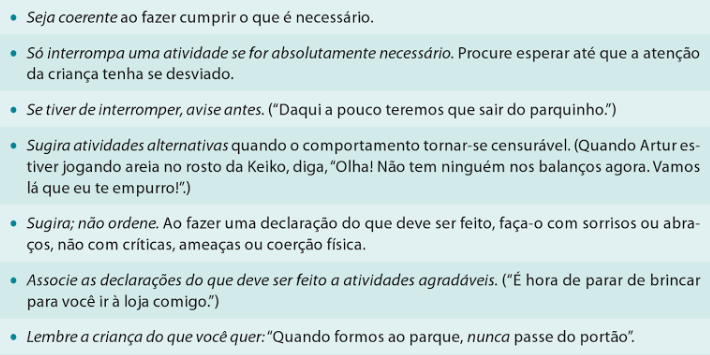 • Seja coerente ao fazer cumprir o que é necessário.
• Só interrompa uma atividade se for absolutamente necessário. Procure esperar até que a atenção
da criança tenha se desviado.
• Se tiver de interromper, avise antes. (“Daqui a pouco teremos que sair do parquinho.”)
• Sugira atividades alternativas quando o comportamento tornar-se censurável. (Quando Artur es-
tiver jogando areia no rosto da Keiko, diga, “Olha! Não tem ninguém nos balanços agora. Vamos
lá que eu te empurro!”.)
• Sugira; não ordene. Ao fazer uma declaração do que deve ser feito, faça-o com sorrisos ou abra-
ços, não com críticas, ameaças ou coerção física.
• Associe as declarações do que deve ser feito a atividades agradáveis. (“É hora de parar de brincar
para você ir à loja comigo.”)
• Lembre a criança do que você quer: “Quando formos ao parque, nunca passe do portão”.